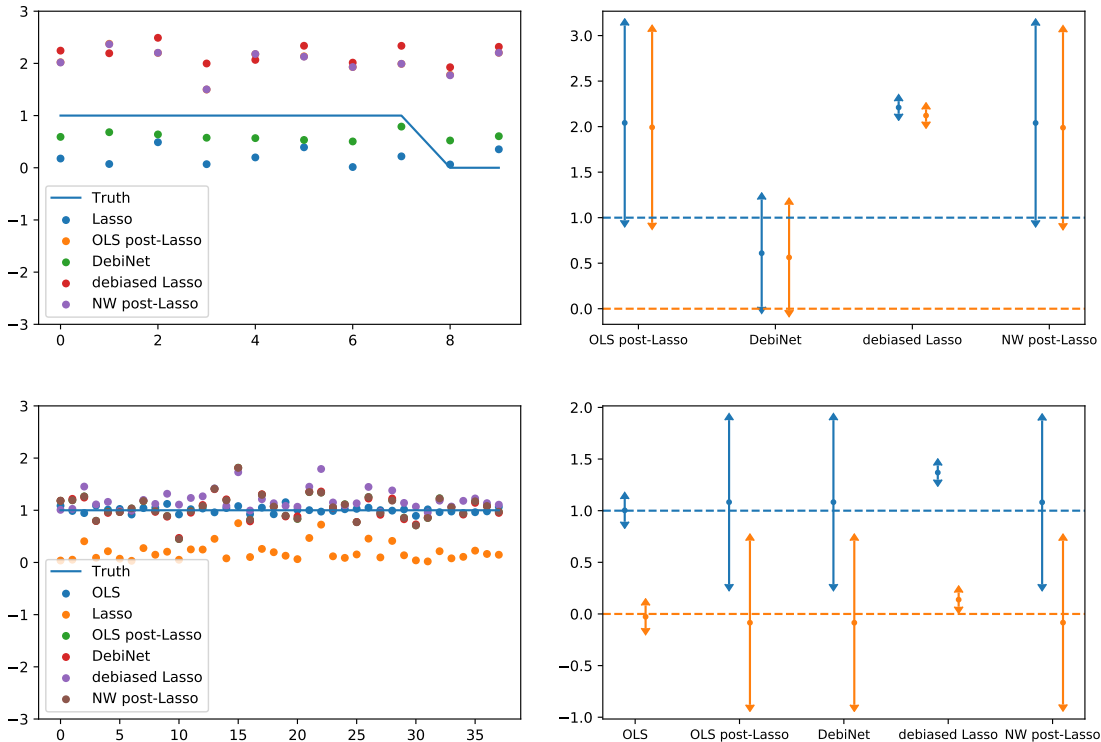 3
2
1
0
−1
−2
−3
0 2 4 6 8
Truth
Lasso
OLS post-Lasso
DebiNet
debiased Lasso
NW post-Lasso
3.0
2.5
2.0
1.5
1.0
0.5
0.0
OLS post-Lasso DebiNet debiased Lasso NW post-Lasso
3
2
1
0
−1
−2
−3
0 5 10 15 20 25 30 35
Truth
OLS
Lasso
OLS post-Lasso
DebiNet
debiased Lasso
NW post-Lasso
2.0
1.5
1.0
0.5
0.0
−0.5
−1.0
OLS OLS post-Lasso DebiNet debiased Lasso NW post-Lasso